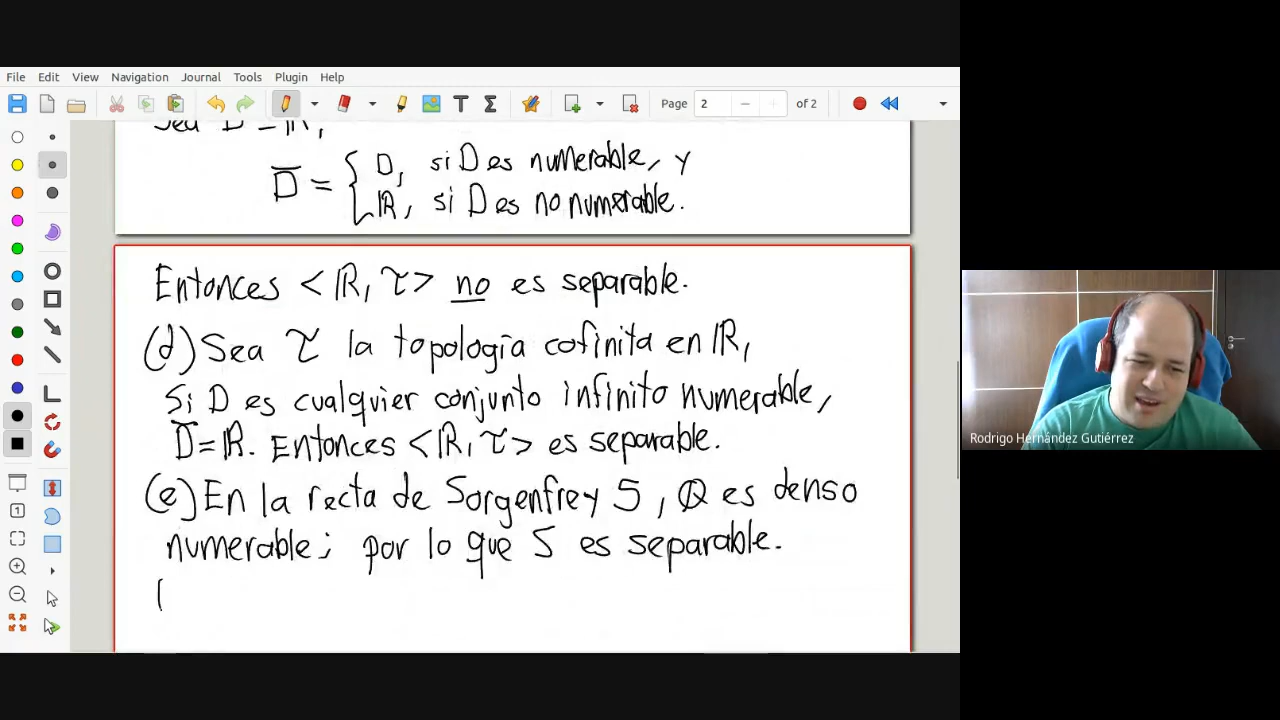 File Edit View Navigation Journal Tools Plugin Help
Page 2 of 2
Sea D = ℝ,
D̅ = { D, si D es numerable, y
ℝ, si D es no numerable.
Entonces <ℝ, τ> no es separable.
(d) Sea τ la topología cofinita en ℝ,
Si D es cualquier conjunto infinito numerable,
D̅ = ℝ. Entonces <ℝ, τ> es separable.
(e) En la recta de Sorgenfrey S, ℚ es denso
numerable; por lo que S es separable.
(
Rodrigo Hernández Gutiérrez